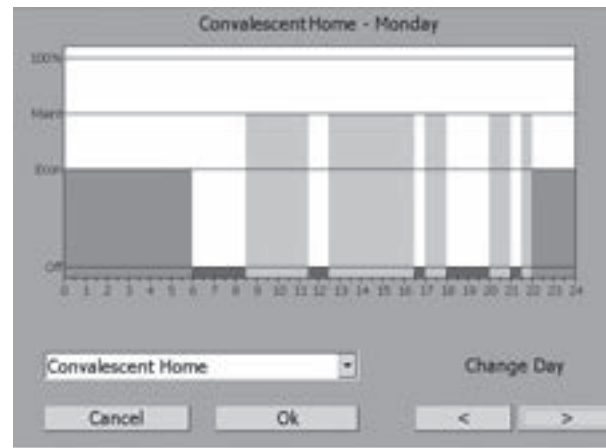 Convalescent Home - Monday
100%
Maint
Econ
Off
0 1 2 3 4 5 6 7 8 9 10 11 12 13 14 15 16 17 18 19 20 21 22 23 24
Convalescent Home
Change Day
Cancel Ok < >